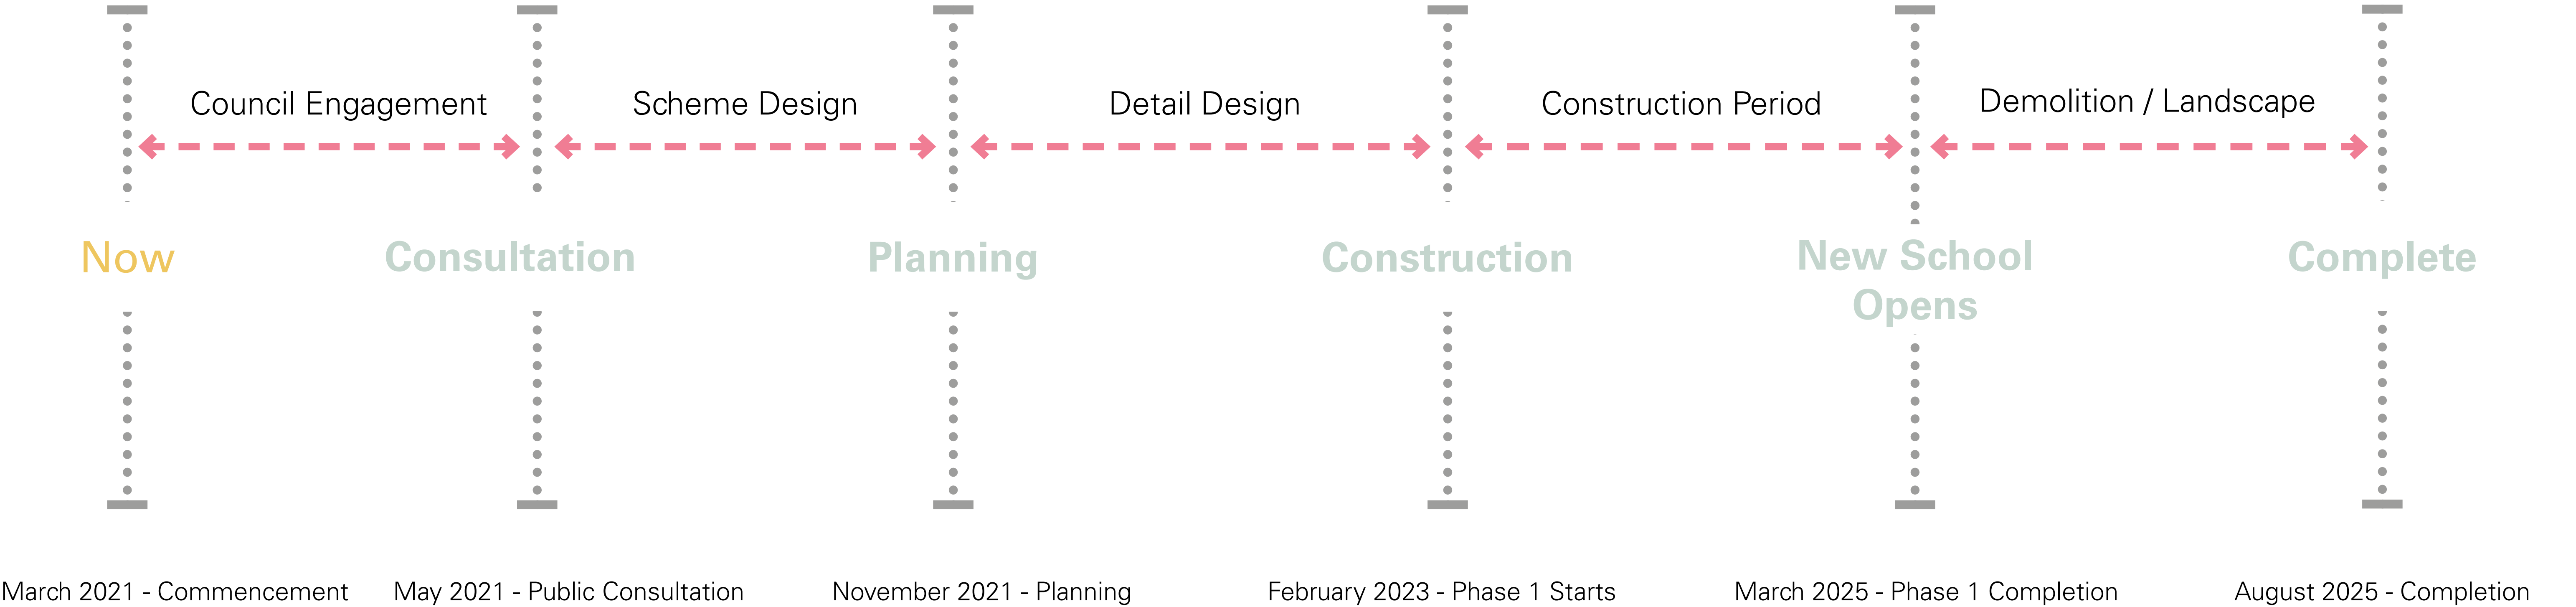 Council Engagement
Scheme Design
Detail Design
Construction Period
Demolition / Landscape
Now
Consultation
Planning
Construction
New School
Opens
Complete
March 2021 - Commencement
May 2021 - Public Consultation
November 2021 - Planning
February 2023 - Phase 1 Starts
March 2025 - Phase 1 Completion
August 2025 - Completion